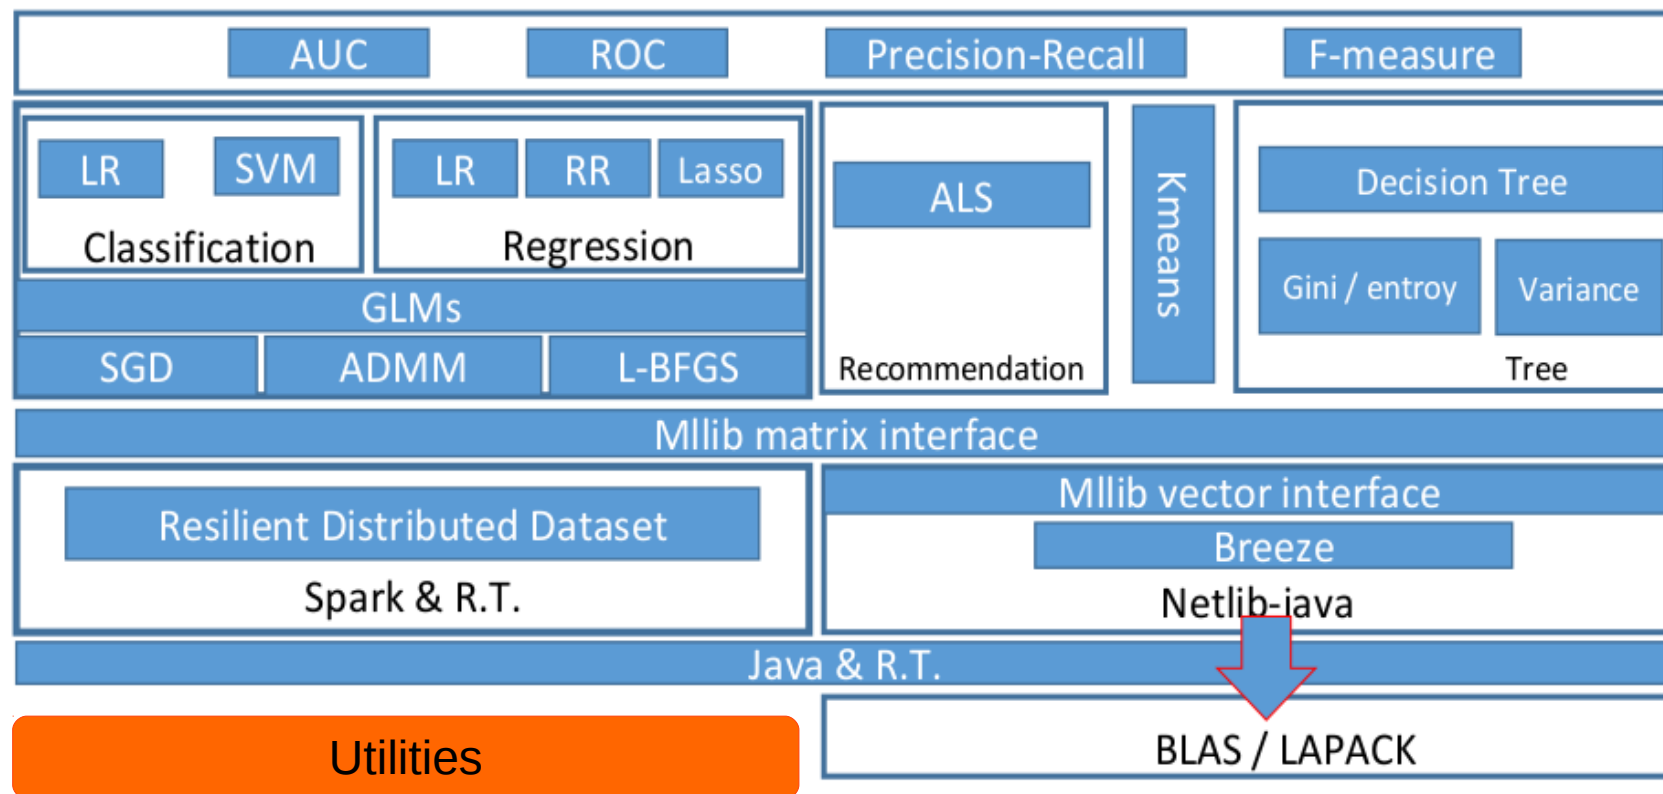 AUC ROC Precision-Recall F-measure
LR SVM
Classification
LR RR Lasso
Regression
GLMs
SGD ADMM L-BFGS
ALS
Recommendation
Kmeans
Decision Tree
Gini / entroy Variance
Tree
Mllib matrix interface
Resilient Distributed Dataset
Spark & R.T.
Mllib vector interface
Breeze
Netlib-java
Java & R.T.
Utilities
BLAS / LAPACK